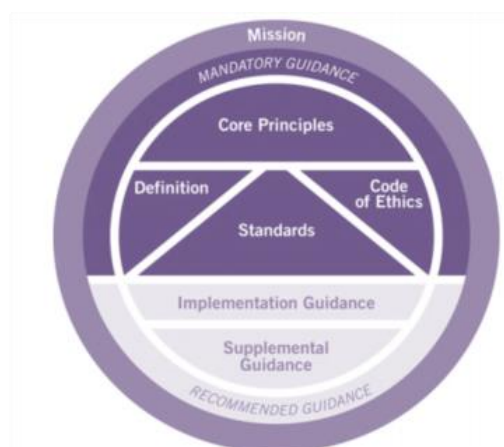 Mission
MANDATORY GUIDANCE
Core Principles
Definition
Code
of Ethics
Standards
Implementation Guidance
Supplemental
Guidance
RECOMMENDED GUIDANCE